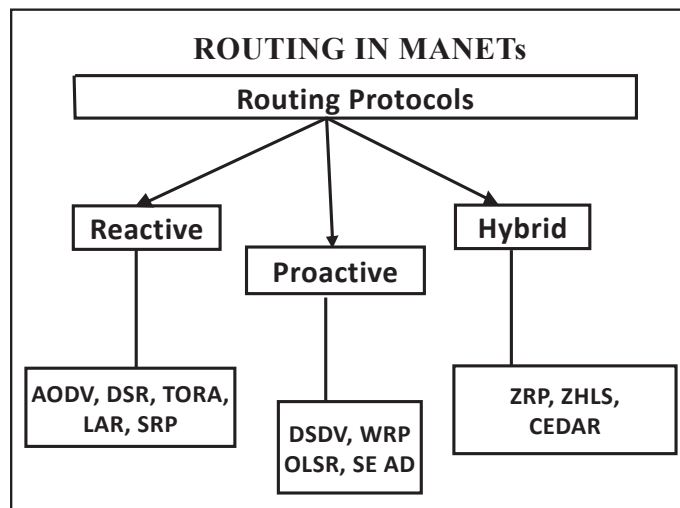 ROUTING IN MANETs
Routing Protocols
Reactive
Proactive
Hybrid
AODV, DSR, TORA,
LAR, SRP
DSDV, WRP
OLSR, SE AD
ZRP, ZHLS,
CEDAR